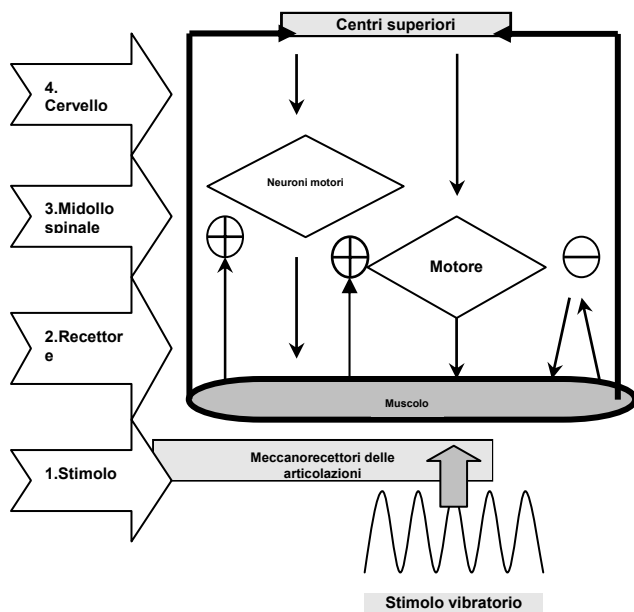 Centri superiori
4.
Cervello
Neuroni motori
3.Midollo
spinale
Motore
2.Recettor
e
Muscolo
1.Stimolo
Meccanorecettori delle
articolazioni
Stimolo vibratorio